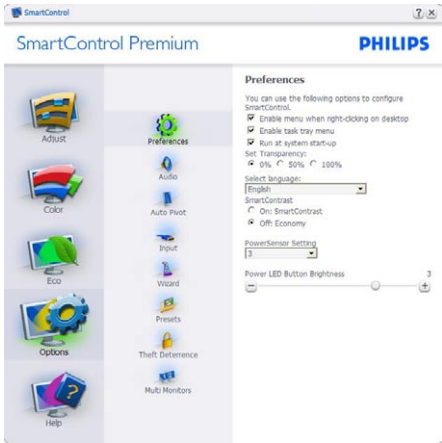 SmartControl
SmartControl Premium
PHILIPS
Adjust
Color
Eco
Options
Help
Preferences
Audio
Auto Pivot
Input
Wizard
Presets
Theft Deterrence
Multi Monitors
Preferences
You can use the following options to configure
SmartControl.
Enable menu when right-clicking on desktop
Enable task tray menu
Run at system start-up
Set Transparency:
0% 50% 100%
Select language:
English
SmartContrast
On: SmartContrast
Off: Economy
PowerSensor Setting
3
Power LED Button Brightness 3